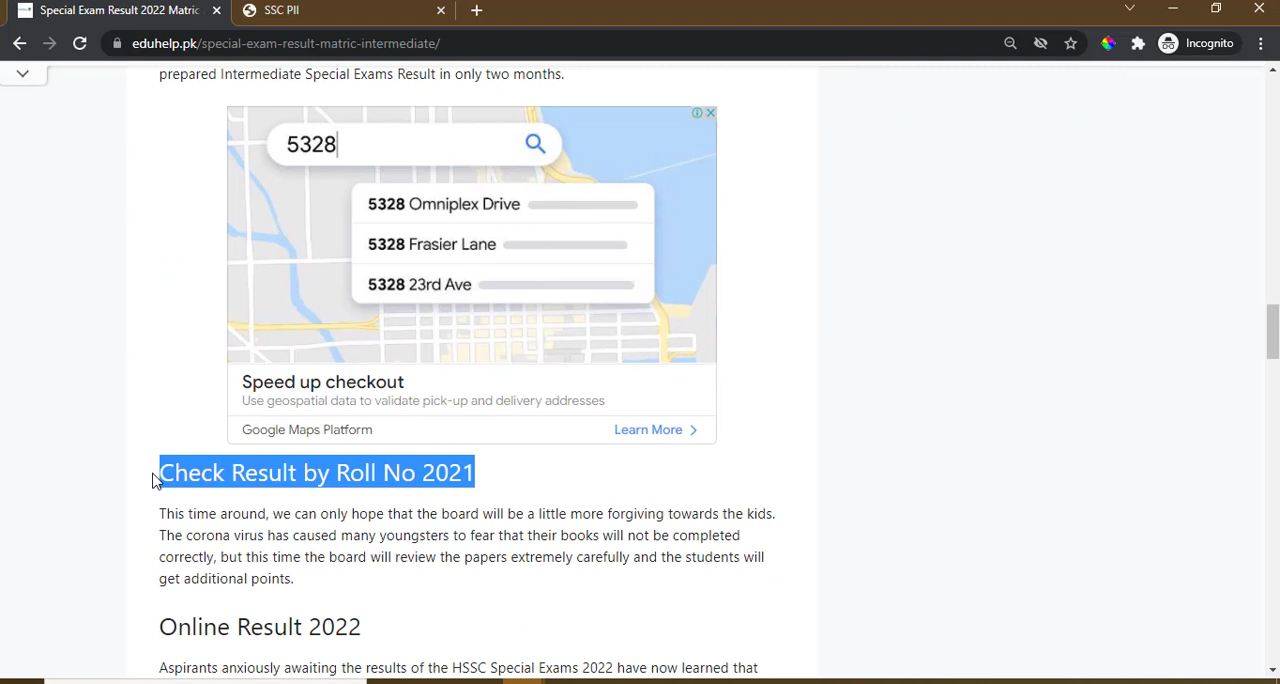 Special Exam Result 2022 Matric
SSC PII
eduhelp.pk/special-exam-result-matric-intermediate/
Incognito
prepared Intermediate Special Exams Result in only two months.
5328
5328 Omniplex Drive
5328 Frasier Lane
5328 23rd Ave
Speed up checkout
Use geospatial data to validate pick-up and delivery addresses
Google Maps Platform
Learn More
Check Result by Roll No 2021
This time around, we can only hope that the board will be a little more forgiving towards the kids.
The corona virus has caused many youngsters to fear that their books will not be completed
correctly, but this time the board will review the papers extremely carefully and the students will
get additional points.
Online Result 2022
Aspirants anxiously awaiting the results of the HSSC Special Exams 2022 have now learned that